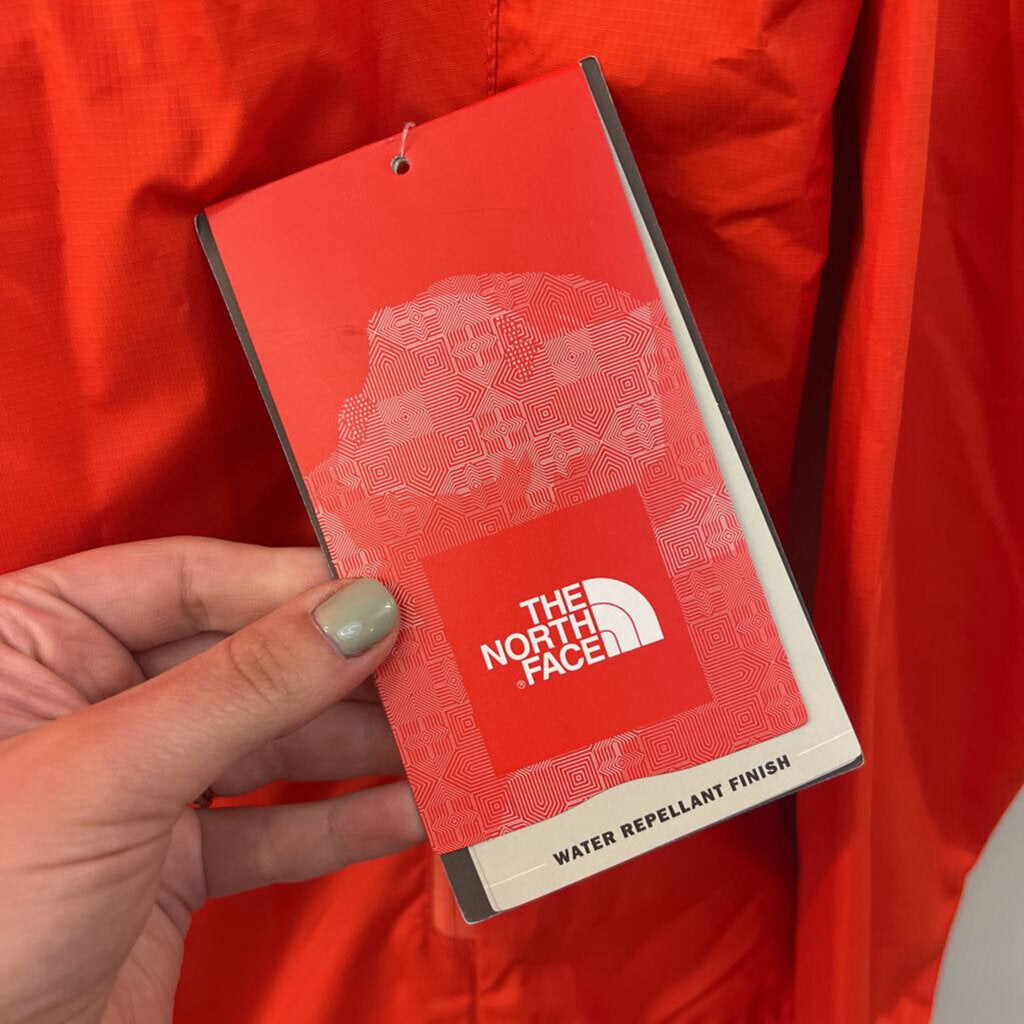 THE
NORTH
FACE
®
WATER REPELLANT FINISH